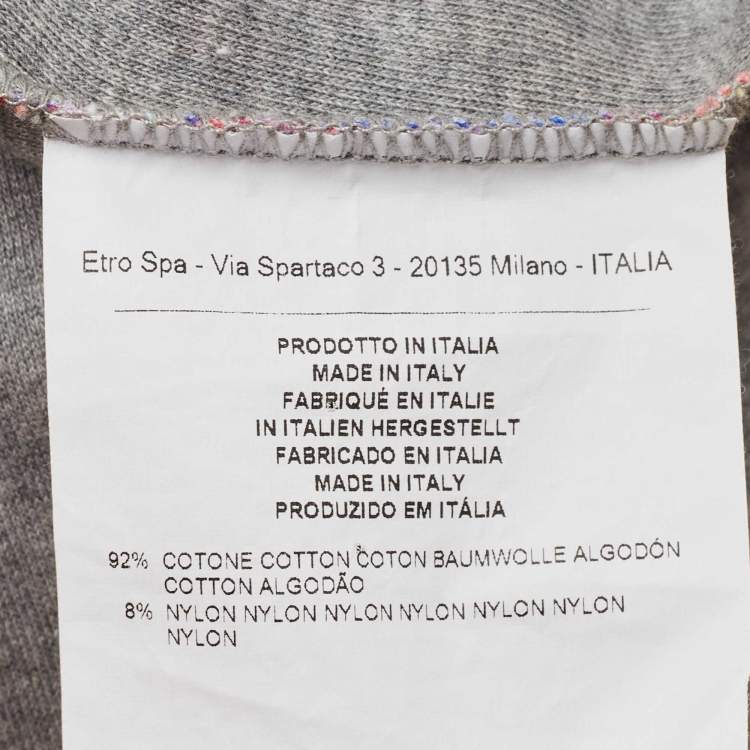 Etro Spa - Via Spartaco 3 - 20135 Milano - ITALIA
PRODOTTO IN ITALIA
MADE IN ITALY
FABRIQUÉ EN ITALIE
IN ITALIEN HERGESTELLT
FABRICADO EN ITALIA
MADE IN ITALY
PRODUZIDO EM ITÁLIA
92% COTONE COTTON COTON BAUMWOLLE ALGODÓN
COTTON ALGODÃO
8% NYLON NYLON NYLON NYLON NYLON NYLON
NYLON